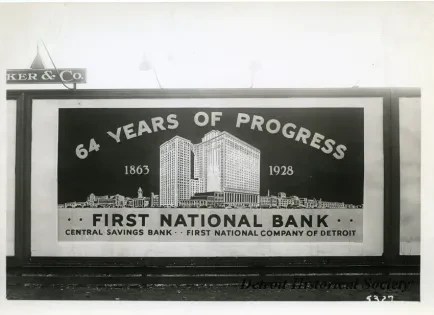 KER & CO.
64 YEARS OF PROGRESS
1863 1928
·· FIRST NATIONAL BANK ··
CENTRAL SAVINGS BANK ·· FIRST NATIONAL COMPANY OF DETROIT
Detroit Historical Society
5327